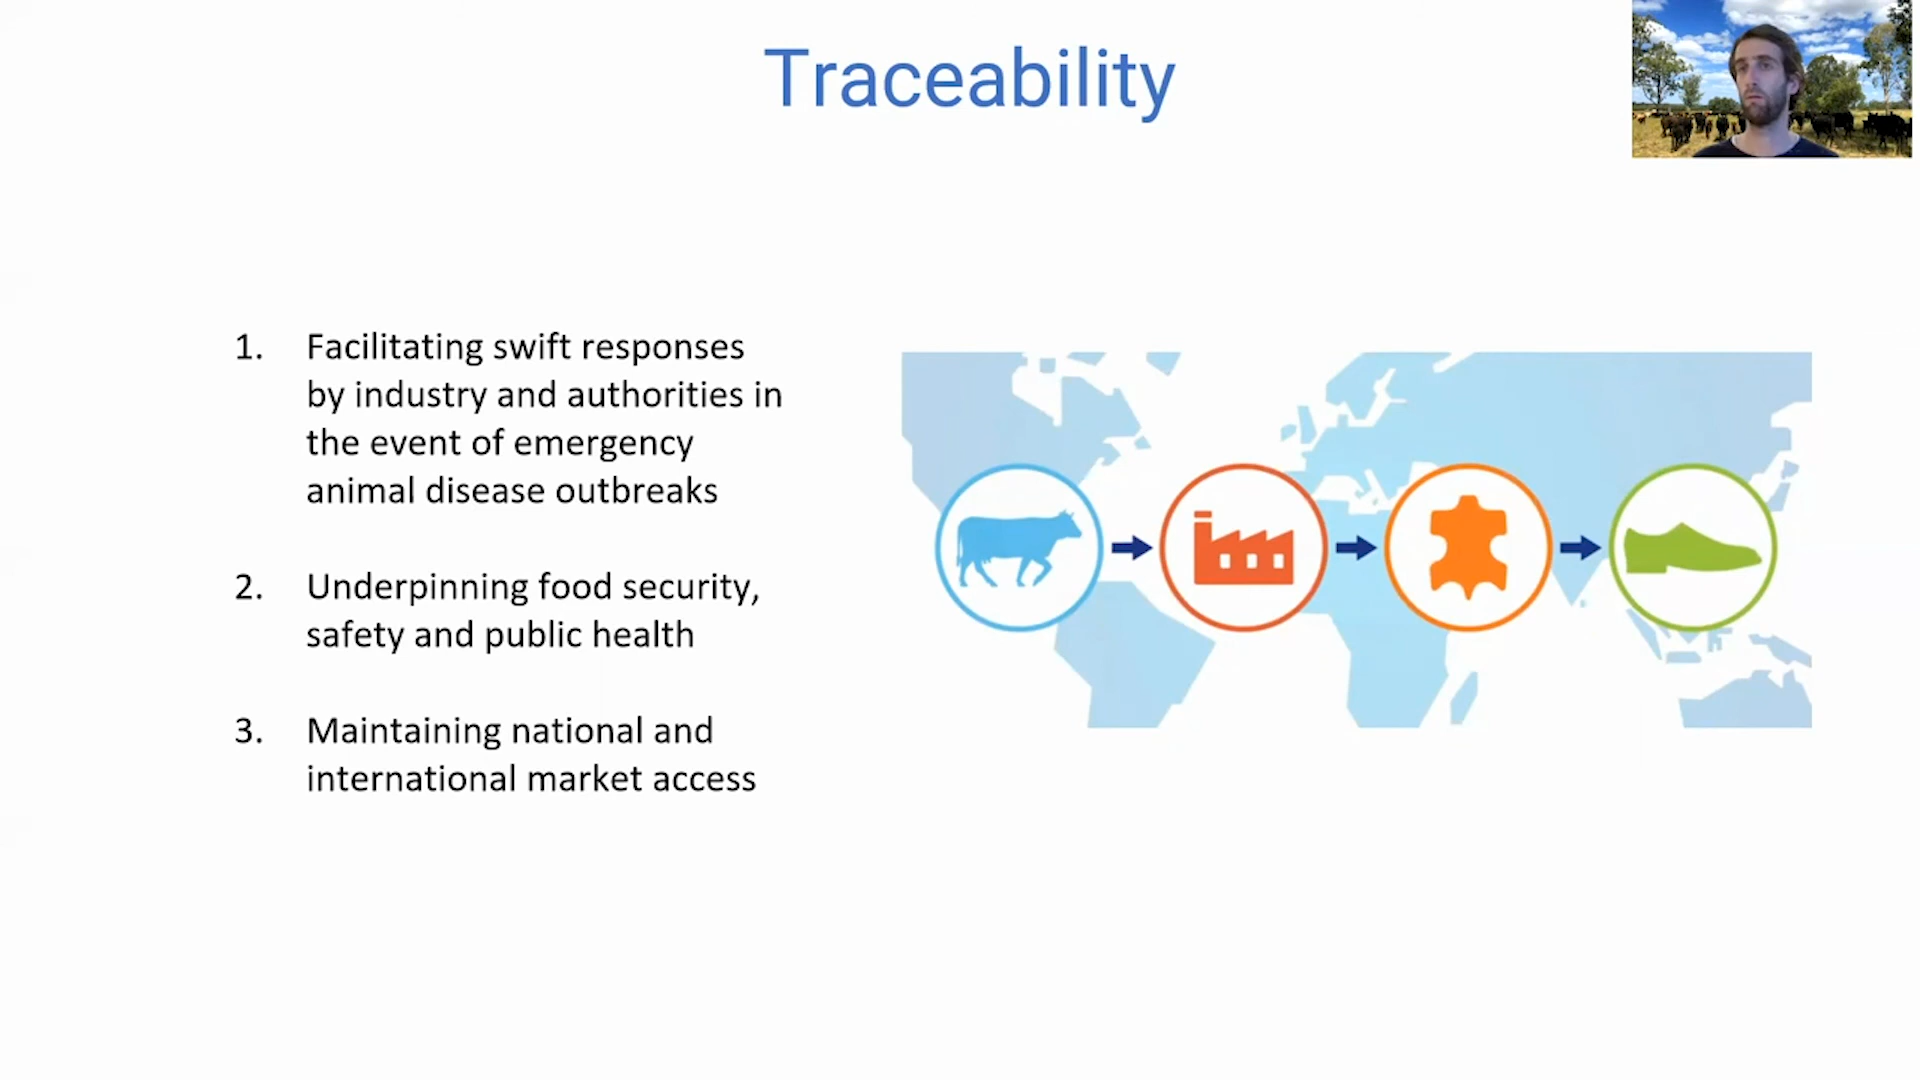 Traceability
1. Facilitating swift responses
by industry and authorities in
the event of emergency
animal disease outbreaks
2. Underpinning food security,
safety and public health
3. Maintaining national and
international market access